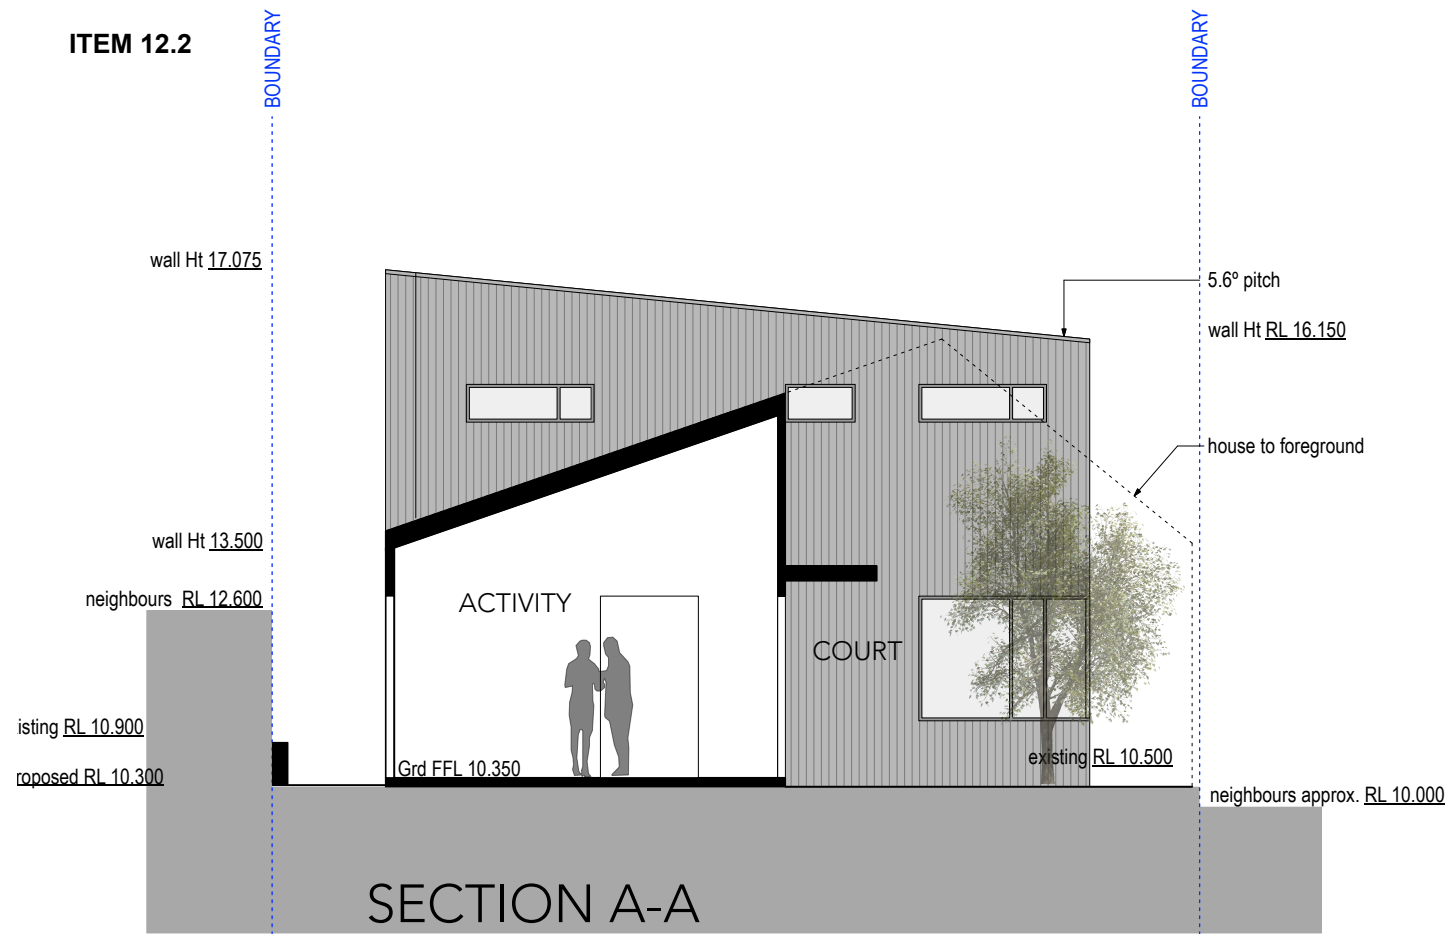 ITEM 12.2
BOUNDARY
BOUNDARY
wall Ht 17.075
5.6º pitch
wall Ht RL 16.150
house to foreground
wall Ht 13.500
neighbours RL 12.600
ACTIVITY
COURT
isting RL 10.900
existing RL 10.500
Grd FFL 10.350
roposed RL 10.300
neighbours approx. RL 10.000
SECTION A-A